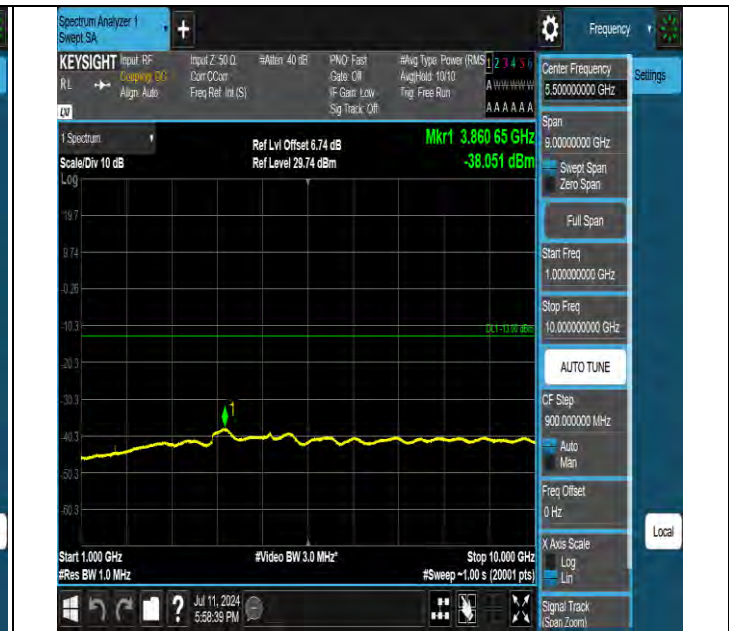 Spectrum Analyzer 1
Swept SA
+
Frequency
KEYSIGHT
RL
Input: RF
Coupling: DC
Align: Auto
Input Z: 50 Ω
Corr CCorr
Freq Ref: Int (S)
#Atten: 40 dB
PNO: Fast
Gate: Off
IF Gain: Low
Sig Track: Off
#Avg Type: Power (RMS
Avg|Hold: 10/10
Trig: Free Run
1 2 3 4 5 6
A W W W W W
A A A A A A
1 Spectrum
Scale/Div 10 dB
Log
Ref Lvl Offset 6.74 dB
Ref Level 29.74 dBm
Mkr1 3.860 65 GHz
-38.051 dBm
19.7
9.74
-0.26
-10.3
-20.3
-30.3
-40.3
-50.3
-60.3
DL1 -13.00 dBm
1
Start 1.000 GHz
#Res BW 1.0 MHz
#Video BW 3.0 MHz*
Stop 10.000 GHz
#Sweep ~1.00 s (20001 pts)
Center Frequency
5.500000000 GHz
Settings
Span
9.00000000 GHz
Swept Span
Zero Span
Full Span
Start Freq
1.000000000 GHz
Stop Freq
10.000000000 GHz
AUTO TUNE
CF Step
900.000000 MHz
Auto
Man
Freq Offset
0 Hz
X Axis Scale
Log
Lin
Local
Signal Track
(Span Zoom)
?
Jul 11, 2024
5:58:39 PM